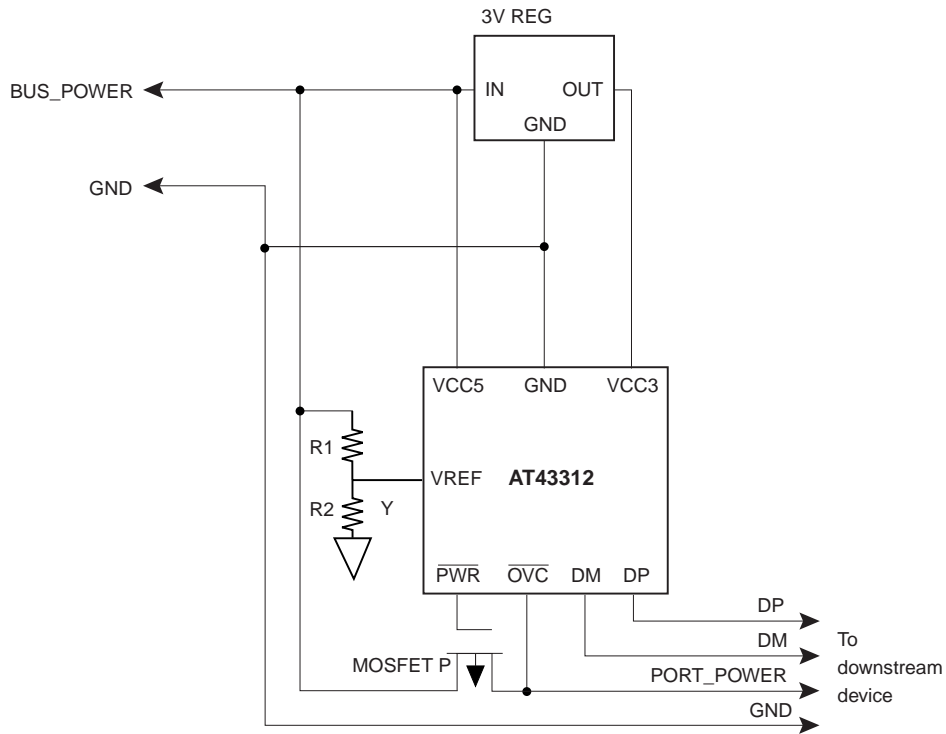 3V REG
BUS_POWER
IN
OUT
GND
GND
VCC5
GND
VCC3
R1
VREF
AT43312
R2
Y
PWR
OVC
DM
DP
DP
To
DM
MOSFET P
downstream
PORT_POWER
device
GND